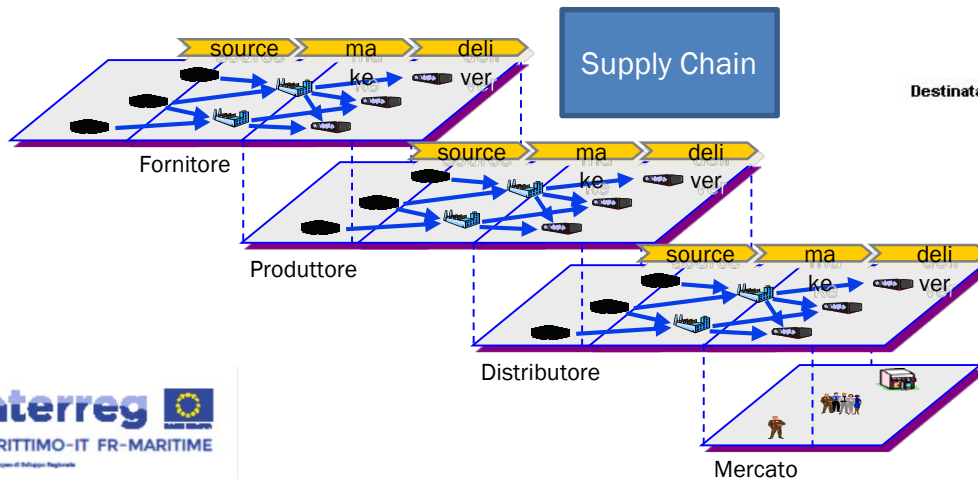 source
ma
ke
deli
ver
Supply Chain
Destinata
Fornitore
source
ma
ke
deli
ver
Produttore
source
ma
ke
deli
ver
Distributore
nterreg
RITTIMO-IT FR-MARITIME
Mercato